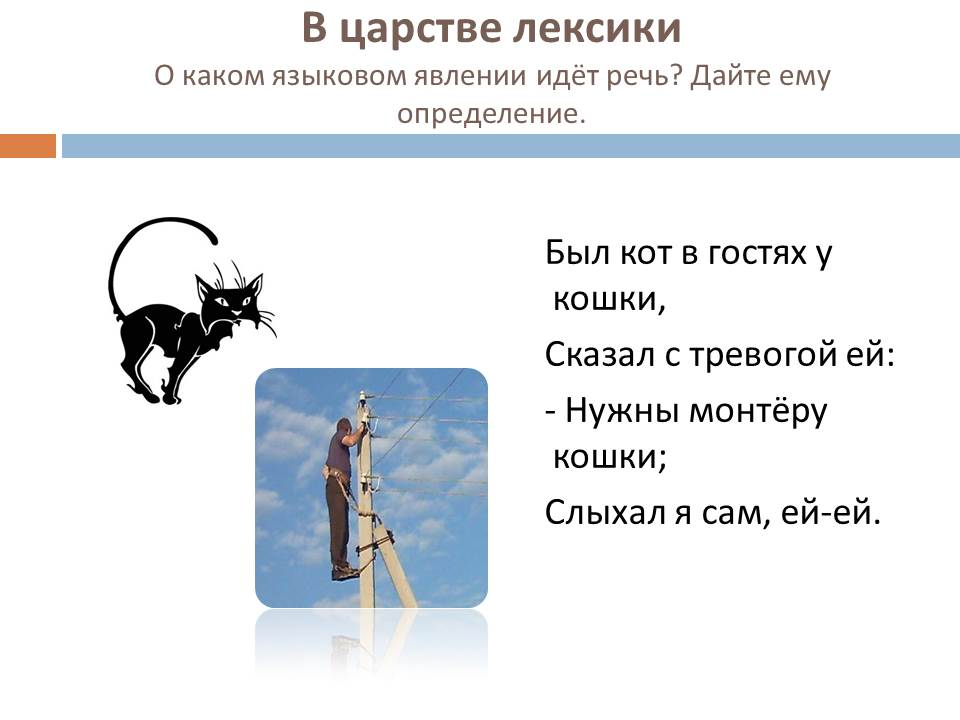 В царстве лексики
О каком языковом явлении идёт речь? Дайте ему
определение.
Был кот в гостях у
кошки,
Сказал с тревогой ей:
- Нужны монтёру
кошки;
Слыхал я сам, ей-ей.